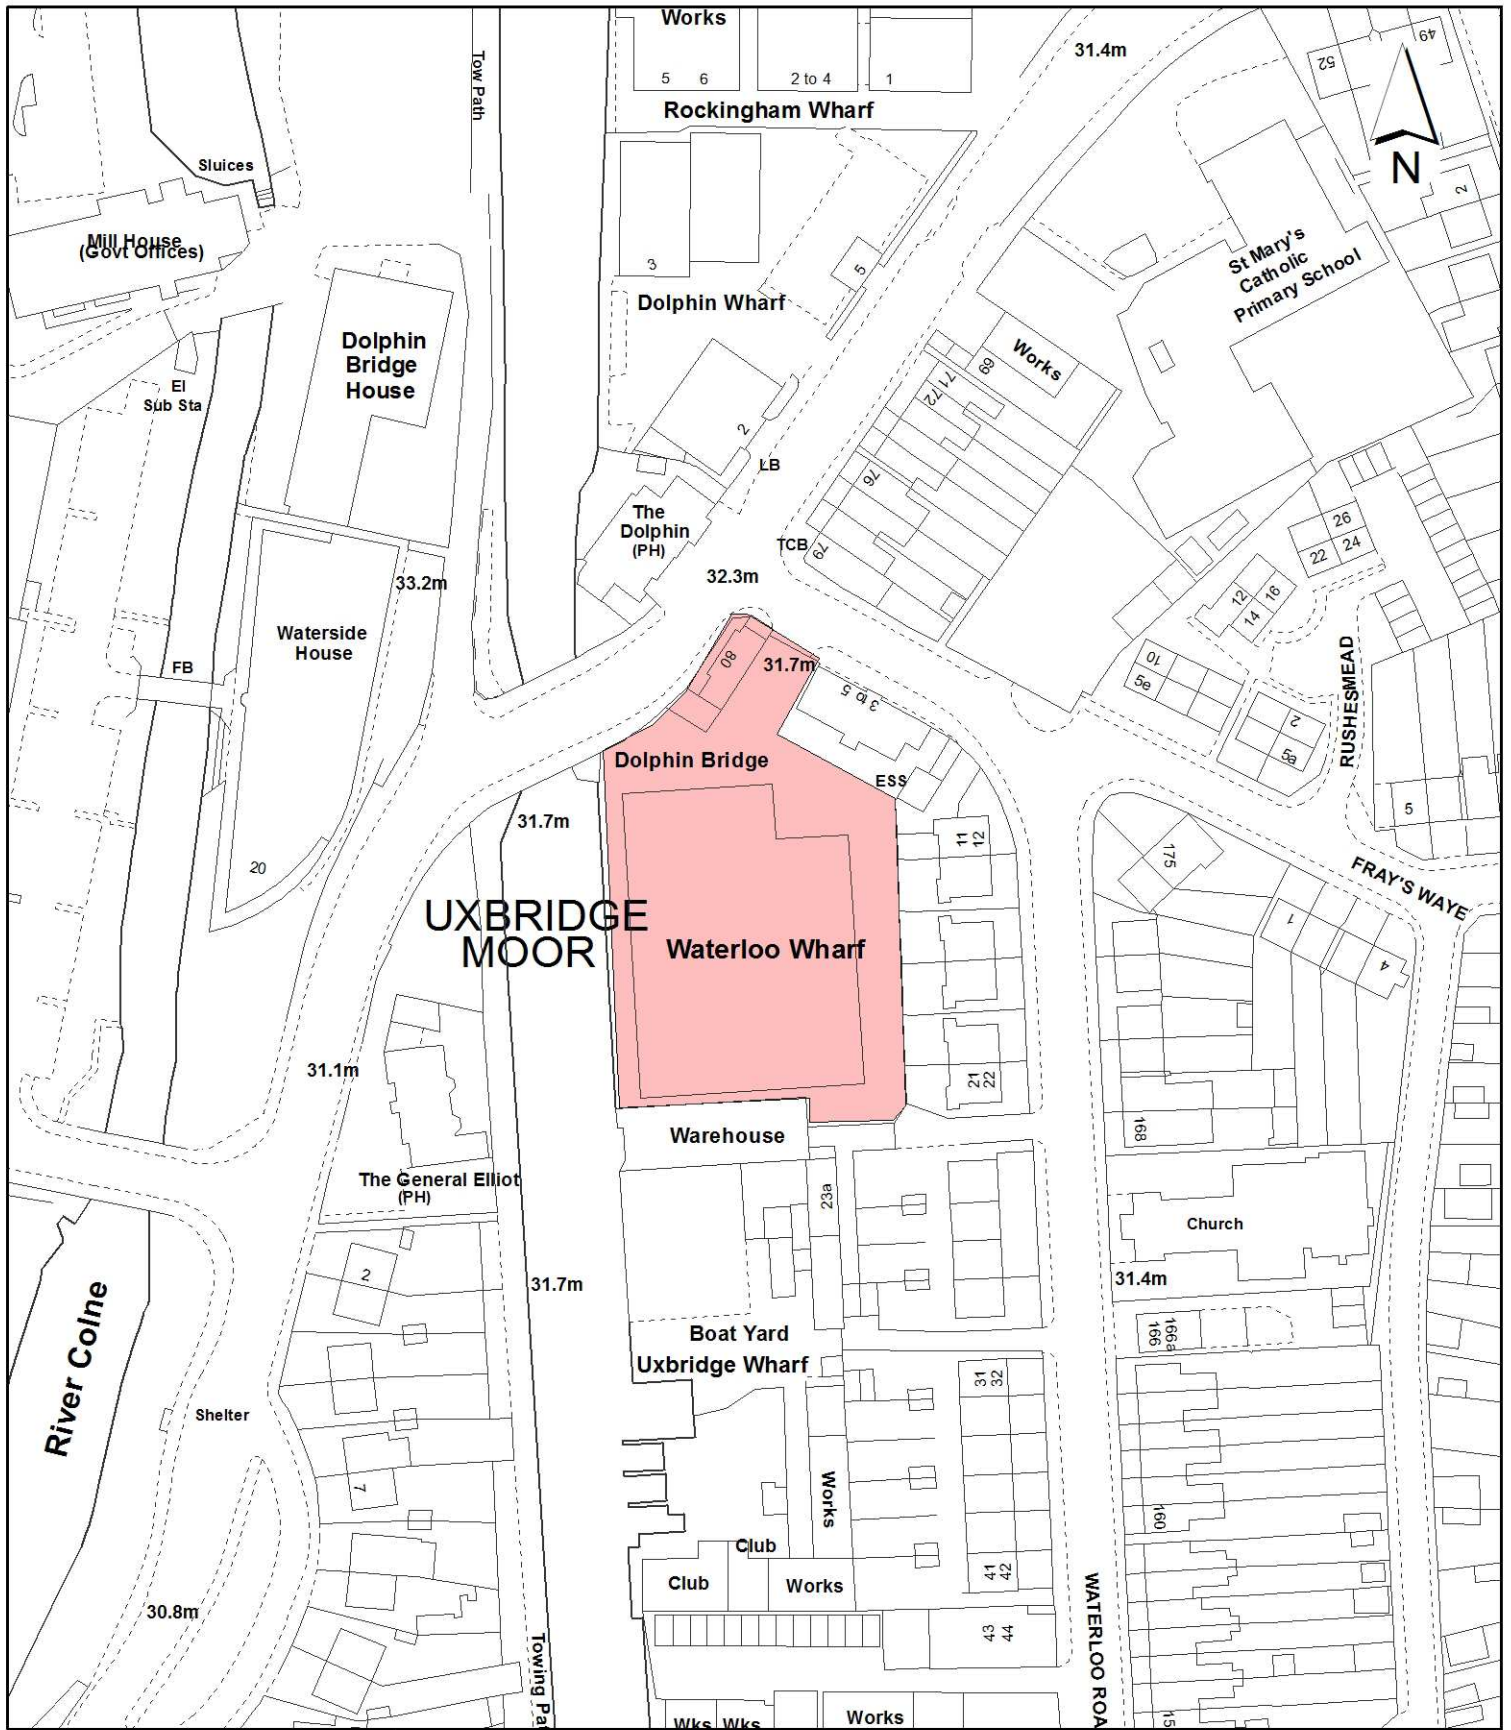 Works
5
6
2 to 4
1
31.4m
49
52
N
2
Tow Path
Rockingham Wharf
Sluices
Mill House
(Govt Offices)
3
5
Dolphin Wharf
St Mary's
Catholic
Primary School
Dolphin
Bridge
House
Works
69
71
72
El
Sub Sta
2
LB
76
The
Dolphin
(PH)
TCB
79
26
22
24
33.2m
32.3m
12
16
14
Waterside
House
FB
80
31.7m
3 to 5
10
5e
2
5a
RUSHESMEAD
Dolphin Bridge
ESS
5
31.7m
11
12
175
20
FRAY'S WAYE
UXBRIDGE
MOOR
Waterloo Wharf
1
4
31.1m
21
22
168
Warehouse
The General Elliot
(PH)
23a
Church
2
31.7m
31.4m
River Colne
Boat Yard
Uxbridge Wharf
166
166a
31
32
Shelter
7
Works
160
Club
Club
Works
41
42
30.8m
43
44
WATERLOO ROA
Towing Pat
Wks
Wks
Works
15